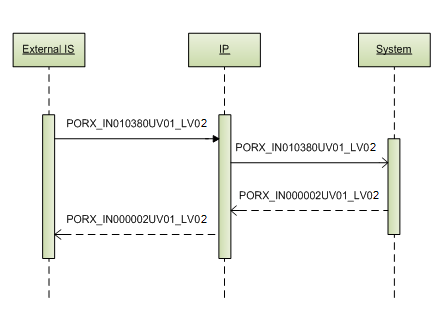 External IS
IP
System
PORX_IN010380UV01_LV02
PORX_IN010380UV01_LV02
PORX_IN000002UV01_LV02
PORX_IN000002UV01_LV02